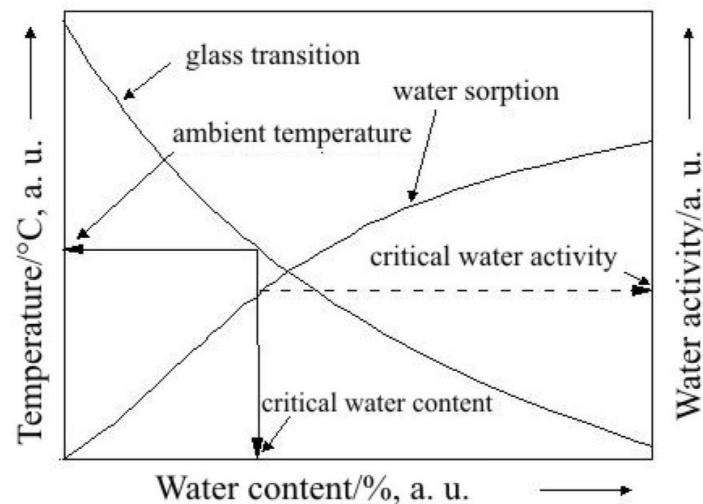 glass transition
water sorption
ambient temperature
critical water activity
critical water content
Temperature/°C, a. u.
Water activity/a. u.
Water content/%, a. u.